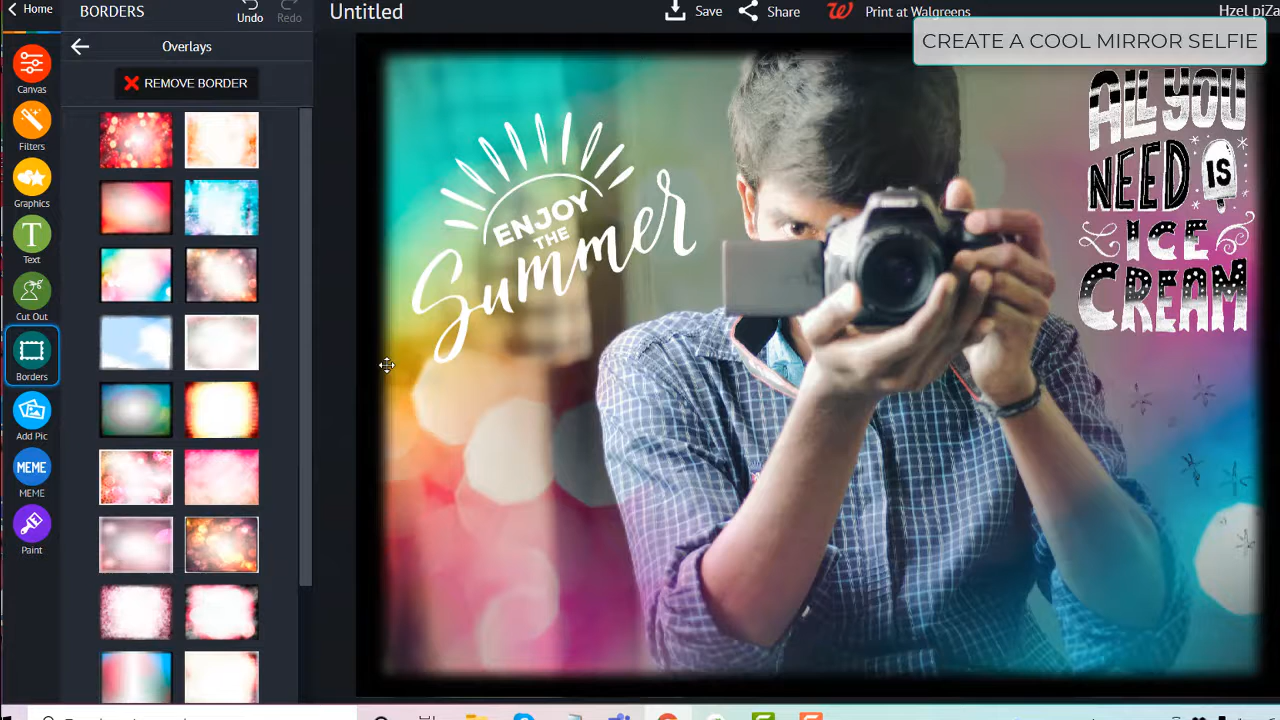 Home
BORDERS
Undo
Redo
Untitled
Save
Share
Print at Walgreens
Hzel piZa
CREATE A COOL MIRROR SELFIE
Overlays
REMOVE BORDER
Canvas
Filters
Graphics
T
Text
Cut Out
Borders
Add Pic
MEME
MEME
Paint
ENJOY
THE
Summer
ALL YOU
NEED IS
ICE
CREAM